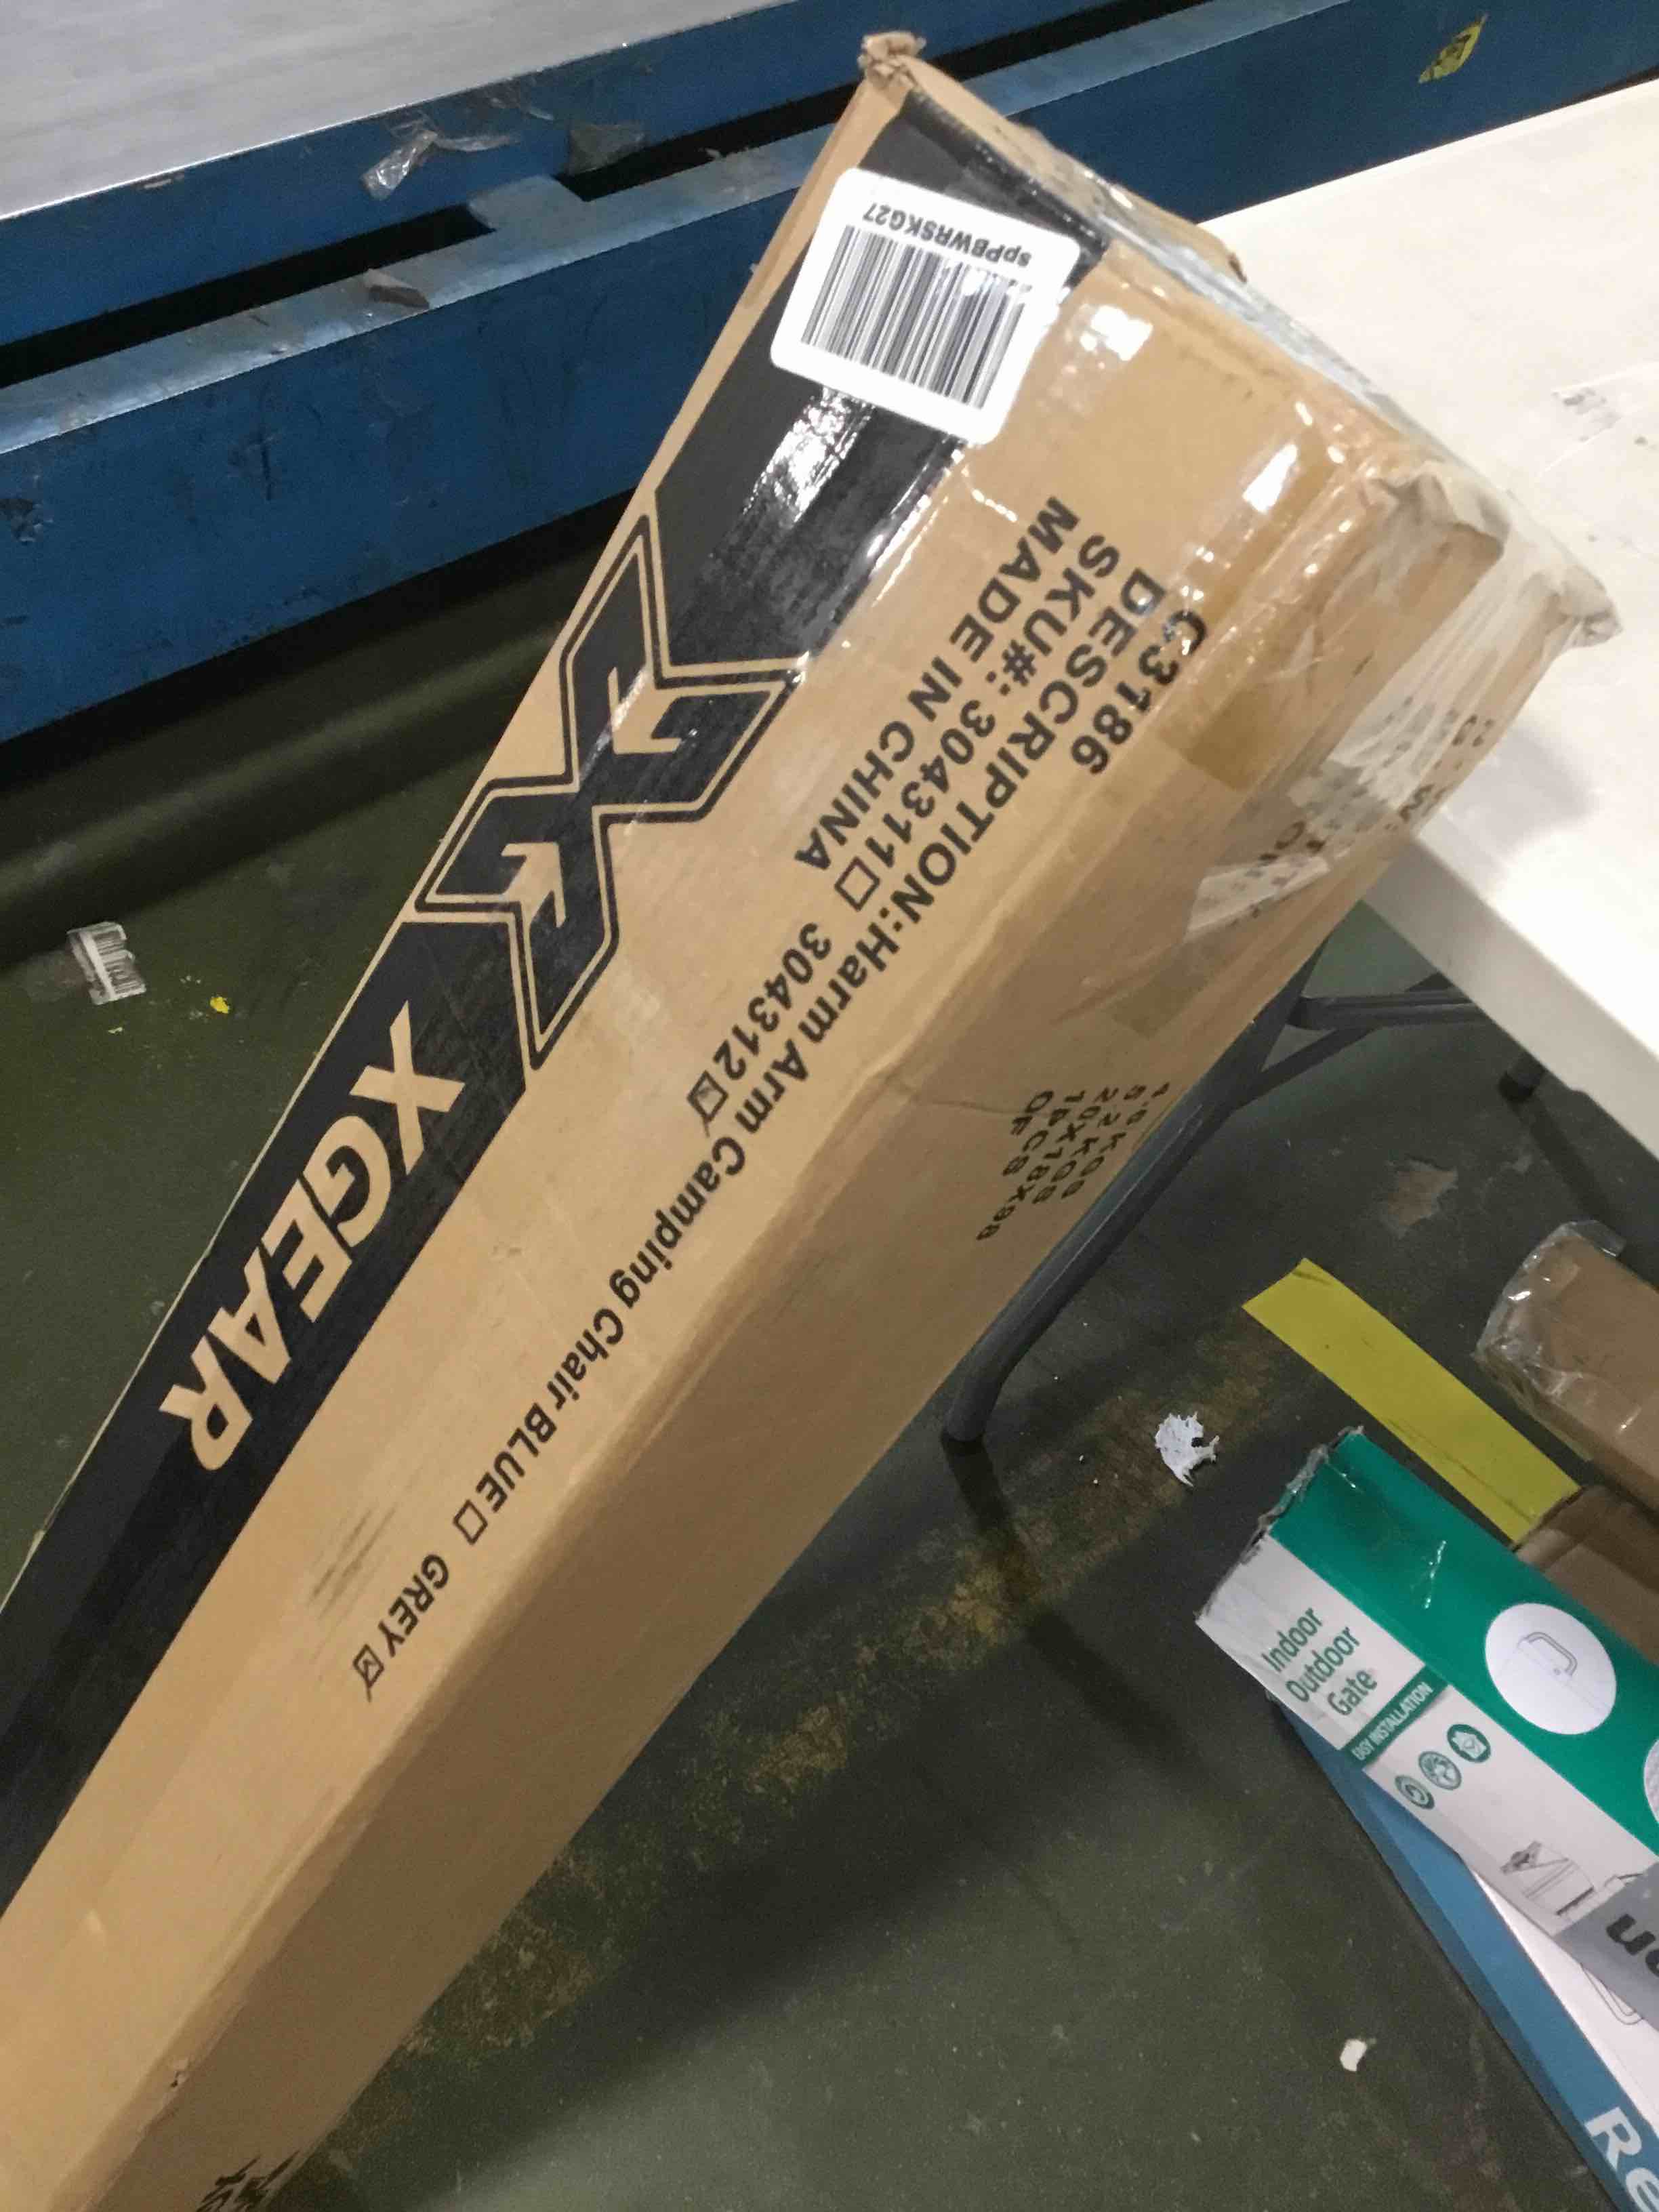 spPBWRSKG27
XGEAR
C3186
DESCRIPTION:Harm Arm Camping Chair BLUE☐ GREY☑
SKU#: 304311☐ 304312☑
MADE IN CHINA
20X18X98
Indoor
Outdoor
Gate
EASY INSTALLATION